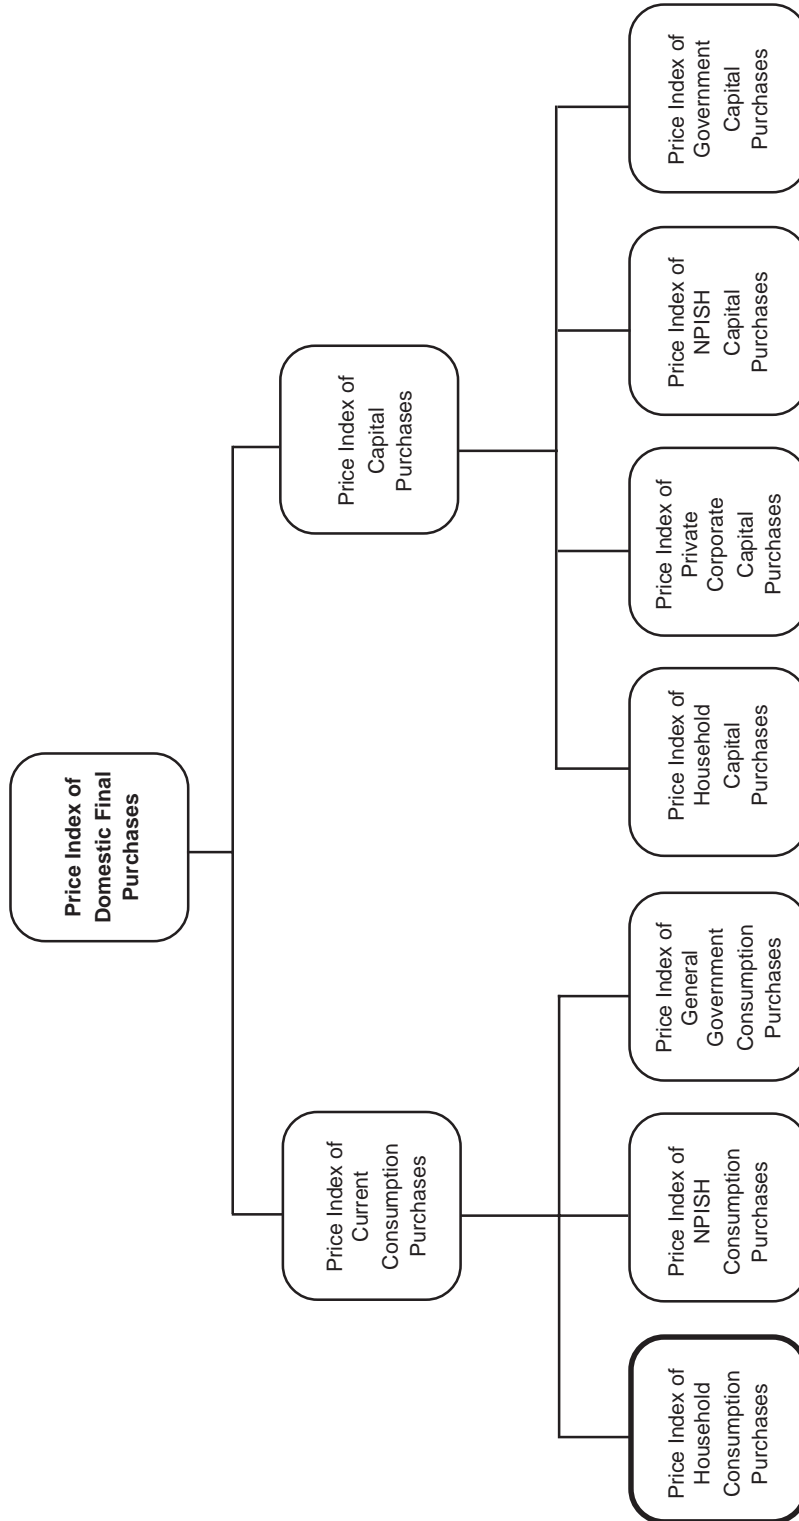 Price Index of
Domestic Final
Purchases
Price Index of
Current
Consumption
Purchases
Price Index of
Capital
Purchases
Price Index of
Household
Consumption
Purchases
Price Index of
NPISH
Consumption
Purchases
Price Index of
General
Government
Consumption
Purchases
Price Index of
Household
Capital
Purchases
Price Index of
Private
Corporate
Capital
Purchases
Price Index of
NPISH
Capital
Purchases
Price Index of
Government
Capital
Purchases